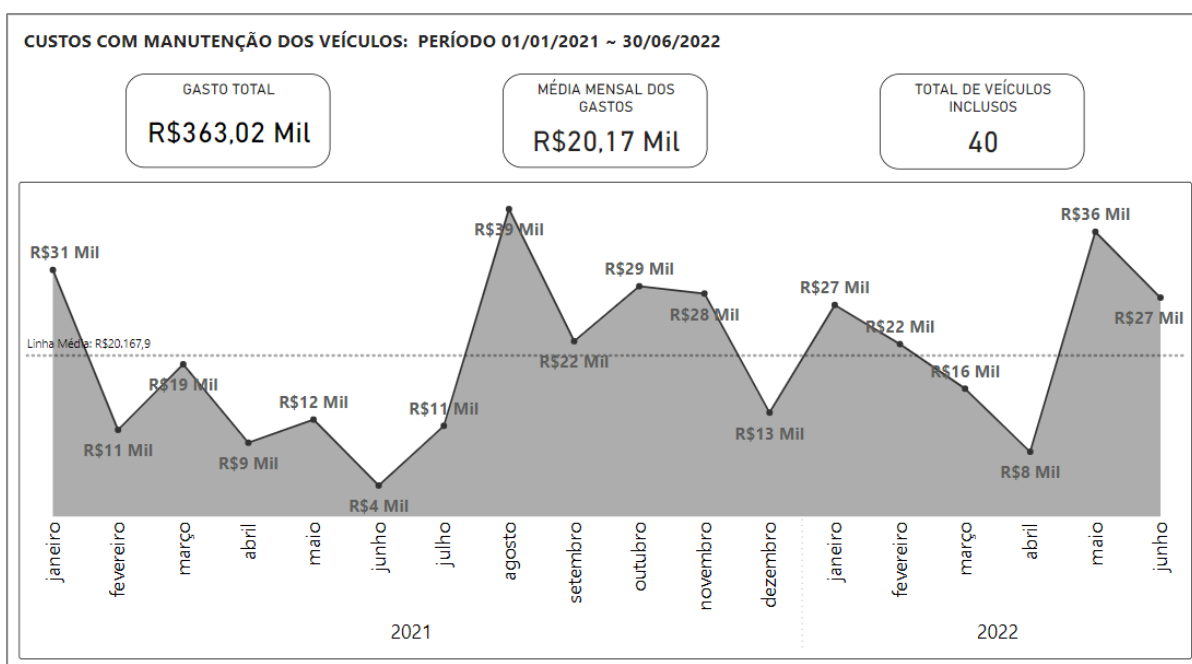 CUSTOS COM MANUTENÇÃO DOS VEÍCULOS: PERÍODO 01/01/2021 ~ 30/06/2022
GASTO TOTAL
R$363,02 Mil
MÉDIA MENSAL DOS
GASTOS
R$20,17 Mil
TOTAL DE VEÍCULOS
INCLUSOS
40
R$31 Mil
R$11 Mil
R$19 Mil
R$9 Mil
R$12 Mil
R$4 Mil
R$11 Mil
R$39 Mil
R$22 Mil
R$29 Mil
R$28 Mil
R$13 Mil
R$27 Mil
R$22 Mil
R$16 Mil
R$8 Mil
R$36 Mil
R$27 Mil
Linha Média: R$20.167,9
janeiro
fevereiro
março
abril
maio
junho
julho
agosto
setembro
outubro
novembro
dezembro
janeiro
fevereiro
março
abril
maio
junho
2021
2022